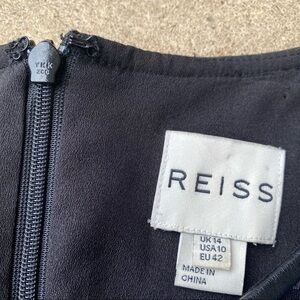 YKK
REISS
UK 14
USA 10
EU 42
MADE IN
CHINA